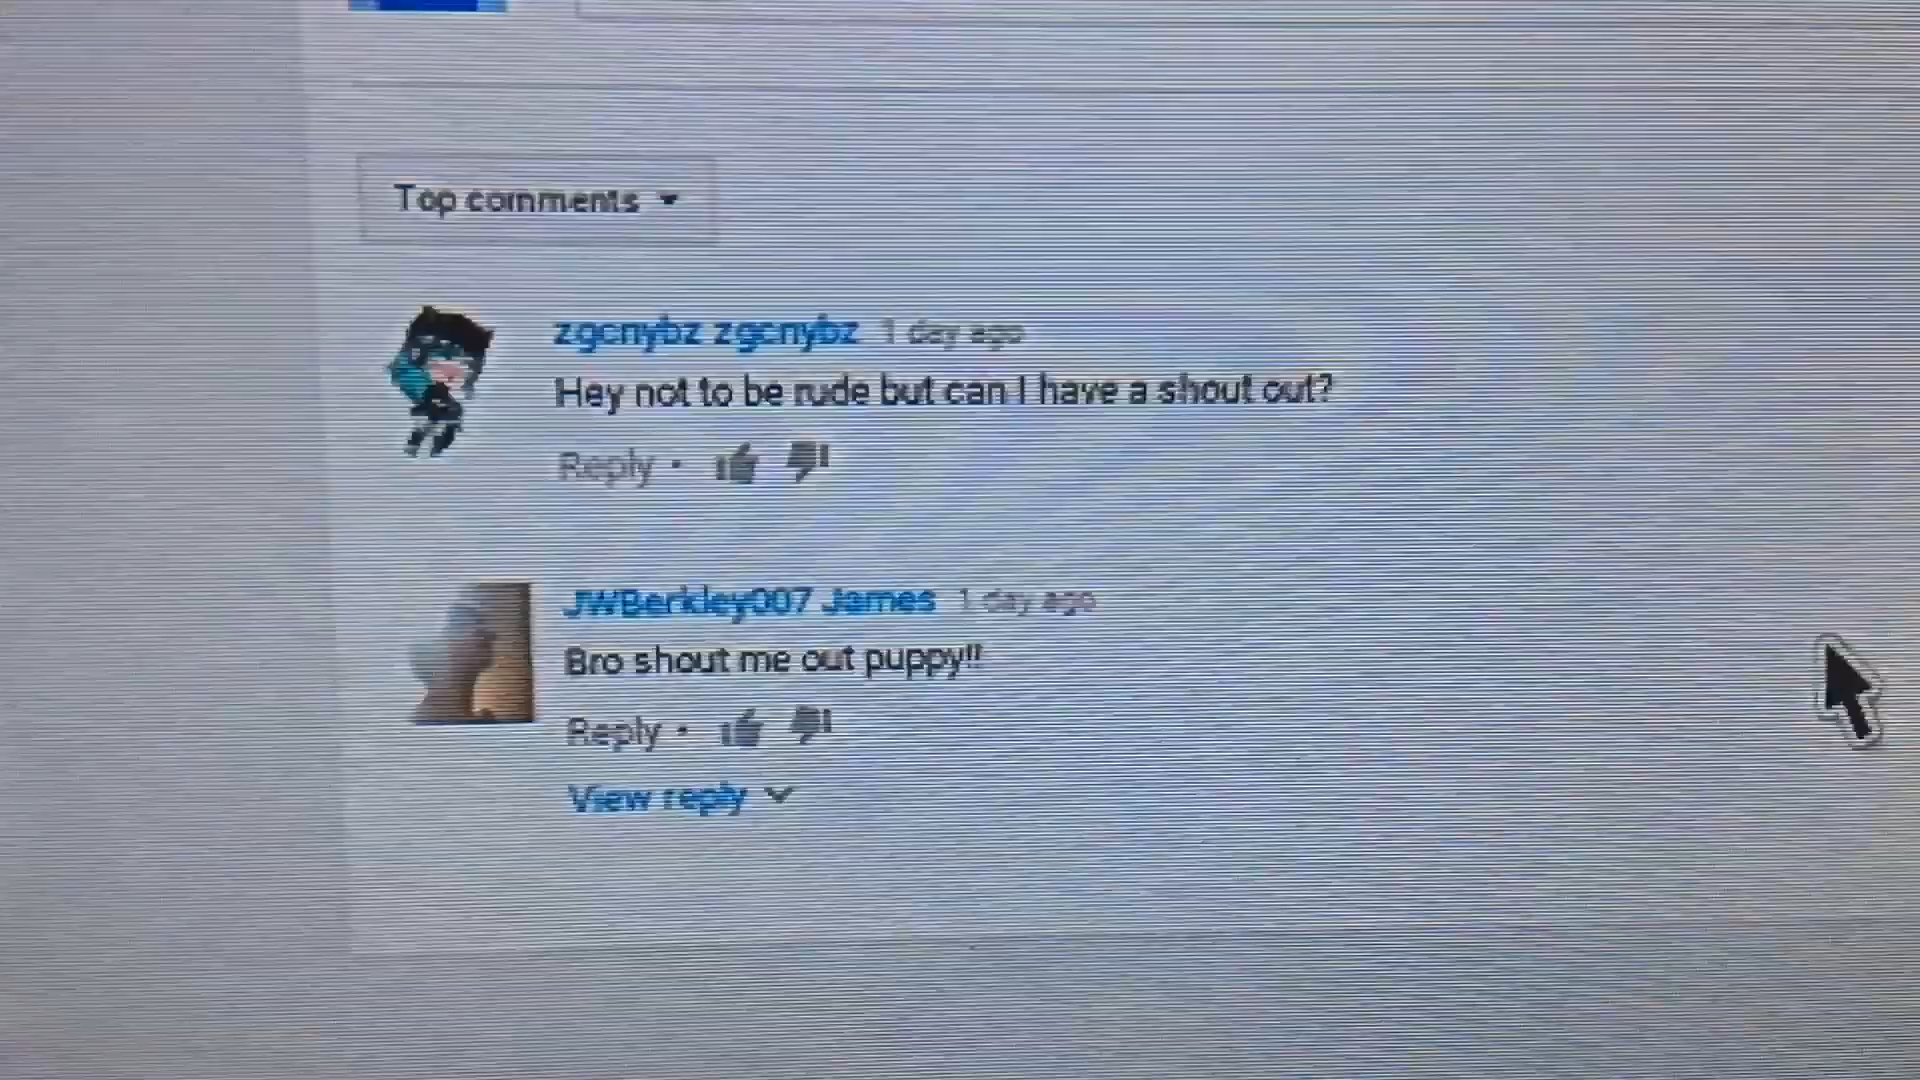 Top comments
zgcnybz zgcnybz 1 day ago
Hey not to be rude but can I have a shout out?
Reply
JWBerkley007 James 1 day ago
Bro shout me out puppy!!
Reply
View reply